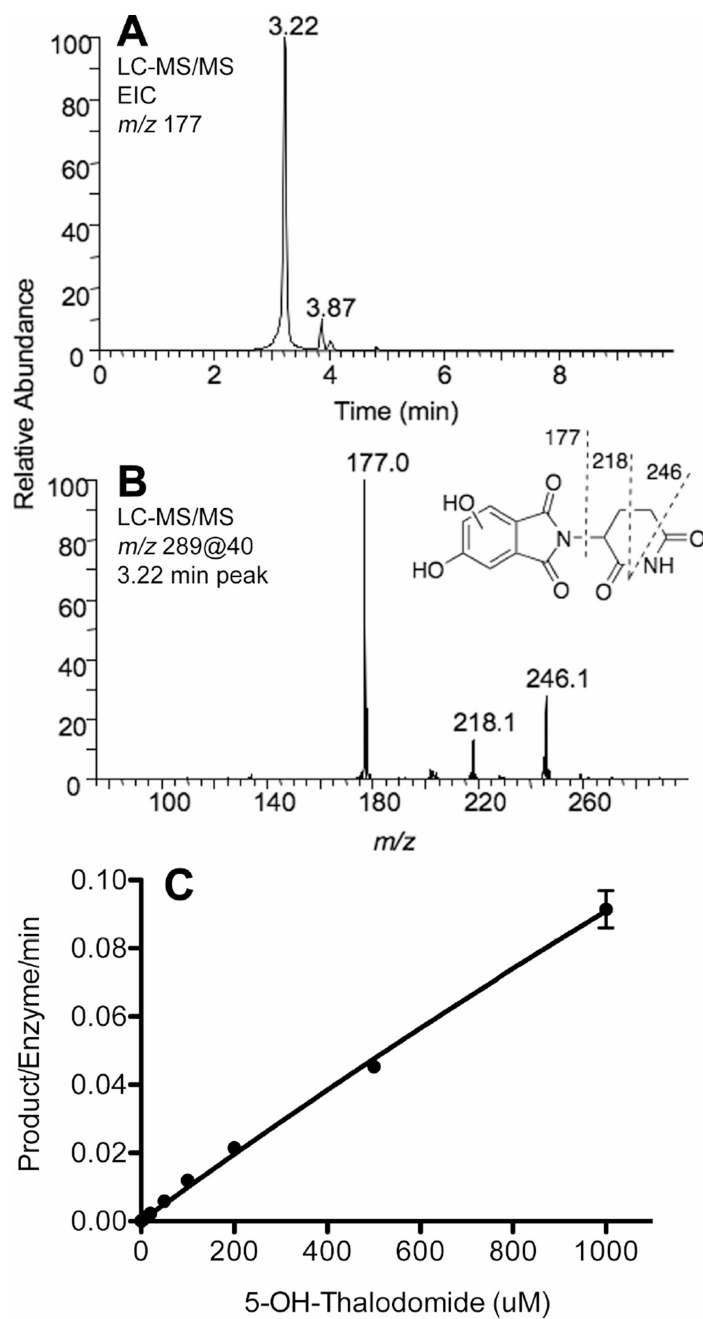 A
LC-MS/MS
EIC
m/z 177
3.22
3.87
100
80
60
40
20
0
0 2 4 6 8
Time (min)
Relative Abundance
B
LC-MS/MS
m/z 289@40
3.22 min peak
177.0
218.1
246.1
177
218
246
HO
HO
O
O
N
O
NH
O
100
80
60
40
20
0
100 140 180 220 260
m/z
C
0.10
0.08
0.06
0.04
0.02
0.00
0 200 400 600 800 1000
Product/Enzyme/min
5-OH-Thalodomide (uM)